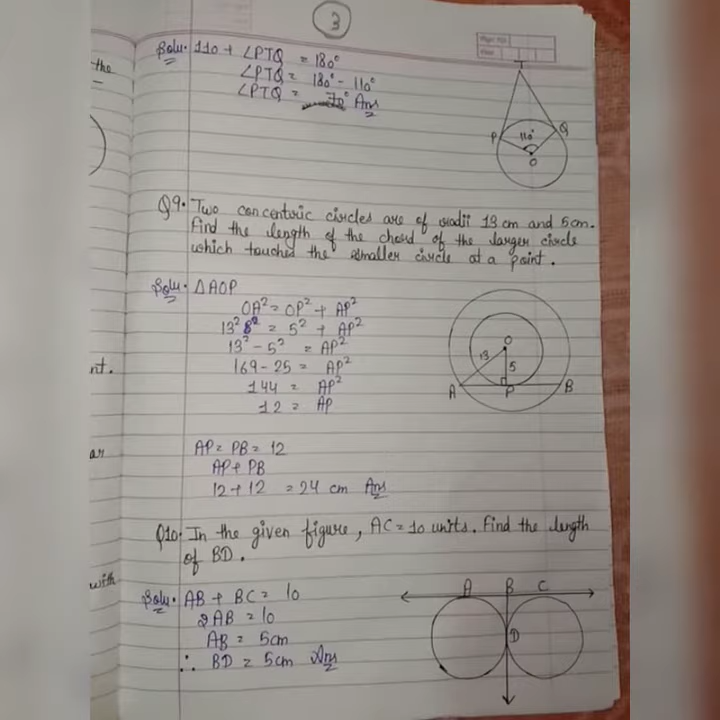 3
the
Solu. 110 + ∠PTQ = 180°
∠PTQ = 180° - 110°
∠PTQ = 70° Ans
T
P
Q
110°
O
Q9. Two concentric circles are of radii 13 cm and 5cm.
Find the length of the chord of the larger circle
which touched the smaller circle at a point.
Solu. △AOP
OA² = OP² + AP²
13² = 5² + AP²
13² - 5² = AP²
169 - 25 = AP²
144 = AP²
12 = AP
O
13
5
A
P
B
nt.
AP = PB = 12
AP + PB
12 + 12 = 24 cm Ans
ar
Q10. In the given figure, AC = 10 units. Find the length
of BD.
with
Solu. AB + BC = 10
2AB = 10
AB = 5cm
∴ BD = 5cm Ans
A B C
D